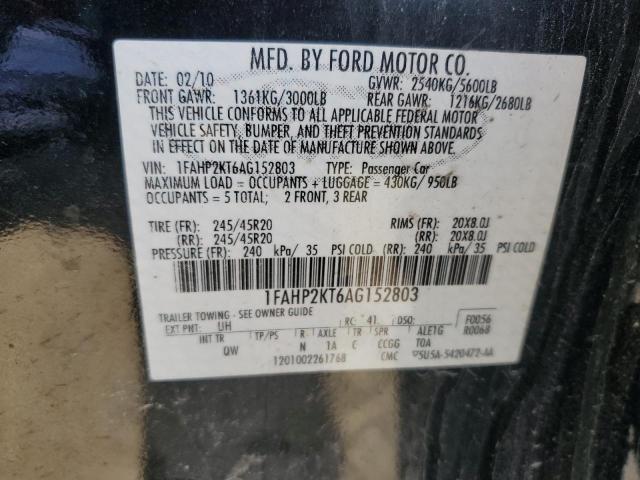 MFD. BY FORD MOTOR CO.
DATE: 02/10 GVWR: 2540KG/5600LB
FRONT GAWR: 1361KG/3000LB REAR GAWR: 1216KG/2680LB
THIS VEHICLE CONFORMS TO ALL APPLICABLE FEDERAL MOTOR
VEHICLE SAFETY, BUMPER, AND THEFT PREVENTION STANDARDS
IN EFFECT ON THE DATE OF MANUFACTURE SHOWN ABOVE.
VIN: 1FAHP2KT6AG152803 TYPE: Passenger Car
MAXIMUM LOAD = OCCUPANTS + LUGGAGE = 430KG/ 950LB
OCCUPANTS = 5 TOTAL; 2 FRONT, 3 REAR
TIRE (FR): 245/45R20 RIMS (FR): 20X8.0J
(RR): 245/45R20 (RR): 20X8.0J
PRESSURE (FR): 240 kPa/ 35 PSI COLD (RR): 240 kPa/ 35 PSI COLD
1FAHP2KT6AG152803
TRAILER TOWING - SEE OWNER GUIDE
EXT PNT: UH RC: 41 DSO: F0056
INT TR TP/PS R AXLE TR SPR ALE1G R0068
QW N 1A C CCGG TOA
1201002261768 CMC 5U5A-5420472-AA